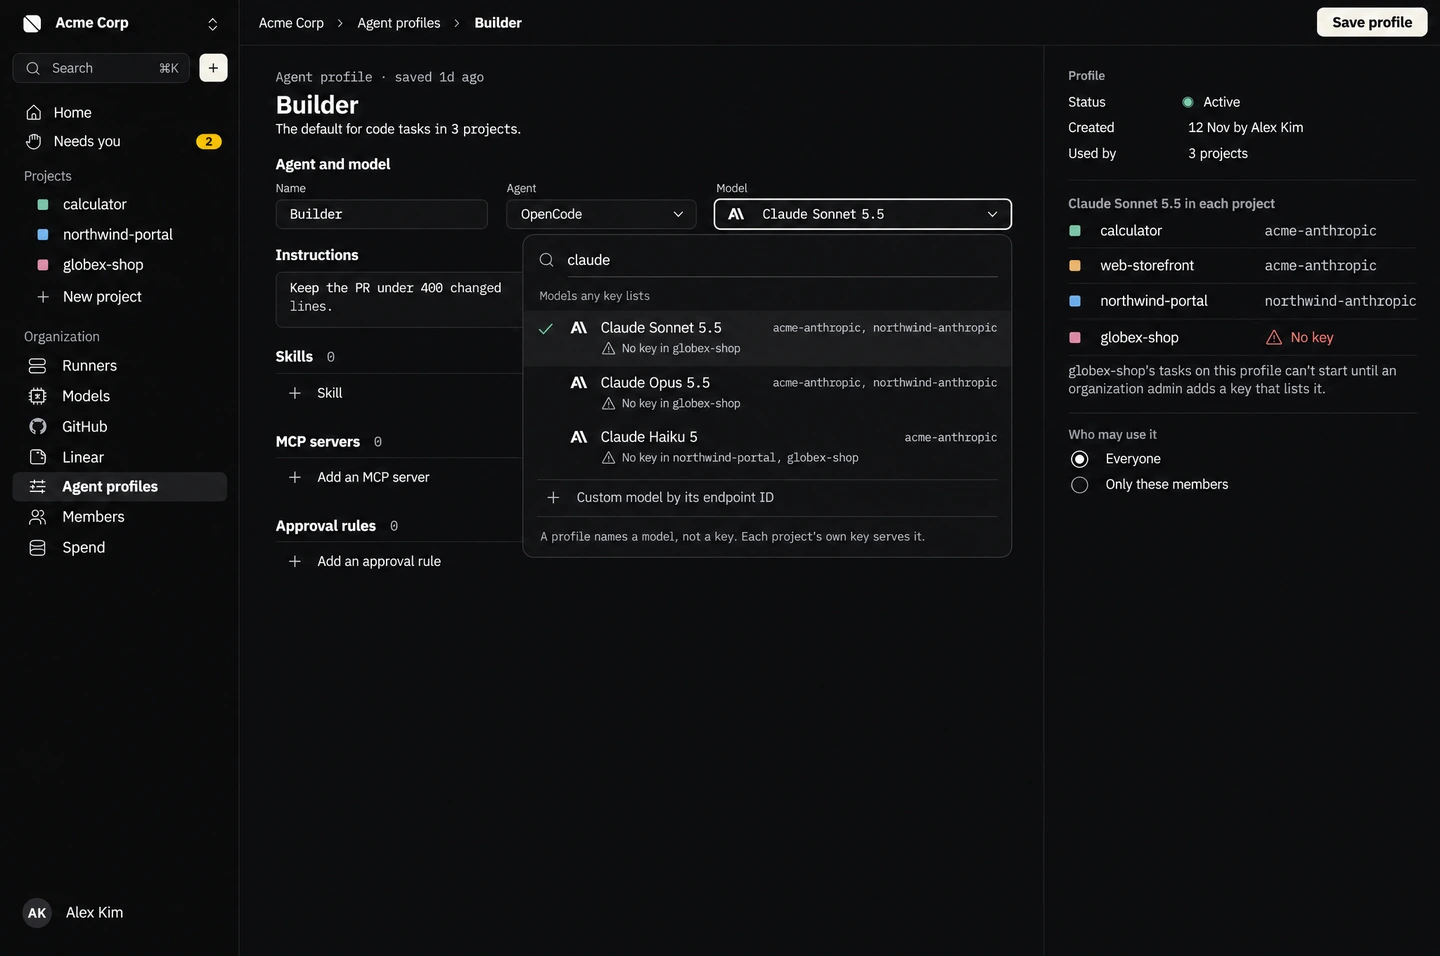 Acme Corp
Search ⌘K +
Home
Needs you 2
Projects
calculator
northwind-portal
globex-shop
New project
Organization
Runners
Models
GitHub
Linear
Agent profiles
Members
Spend
AK Alex Kim
Acme Corp > Agent profiles > Builder
Save profile
Agent profile · saved 1d ago
Builder
The default for code tasks in 3 projects.
Agent and model
Name
Builder
Agent
OpenCode
Model
Claude Sonnet 5.5
Instructions
Keep the PR under 400 changed
lines.
Skills 0
+ Skill
MCP servers 0
+ Add an MCP server
Approval rules 0
+ Add an approval rule
claude
Models any key lists
Claude Sonnet 5.5 acme-anthropic, northwind-anthropic
No key in globex-shop
Claude Opus 5.5 acme-anthropic, northwind-anthropic
No key in globex-shop
Claude Haiku 5 acme-anthropic
No key in northwind-portal, globex-shop
+ Custom model by its endpoint ID
A profile names a model, not a key. Each project's own key serves it.
Profile
Status Active
Created 12 Nov by Alex Kim
Used by 3 projects
Claude Sonnet 5.5 in each project
calculator acme-anthropic
web-storefront acme-anthropic
northwind-portal northwind-anthropic
globex-shop No key
globex-shop's tasks on this profile can't start until an
organization admin adds a key that lists it.
Who may use it
Everyone
Only these members